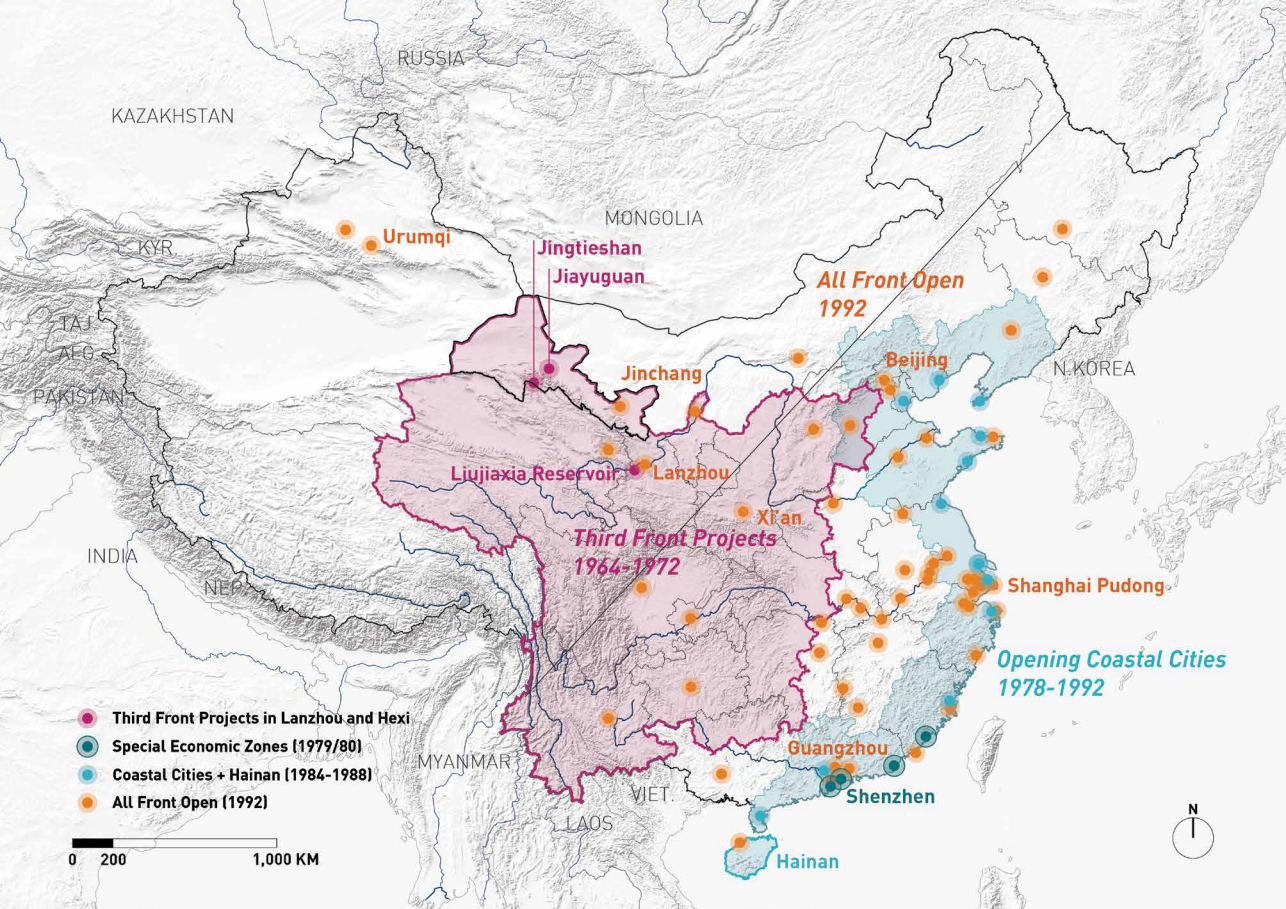 RUSSIA
KAZAKHSTAN
MONGOLIA
Urumqi
KYR.
Jingtieshan
Jiayuguan
All Front Open
1992
TAJ.
AFG.
Beijing
N.KOREA
Jinchang
PAKISTAN
Liujiaxia Reservoir
Lanzhou
Xi'an
Third Front Projects
1964-1972
INDIA
NEP.
Shanghai Pudong
Opening Coastal Cities
1978-1992
Third Front Projects in Lanzhou and Hexi
Special Economic Zones (1979/80)
Coastal Cities + Hainan (1984-1988)
All Front Open (1992)
MYANMAR
Guangzhou
VIET.
Shenzhen
LAOS
N
0 200 1,000 KM
Hainan